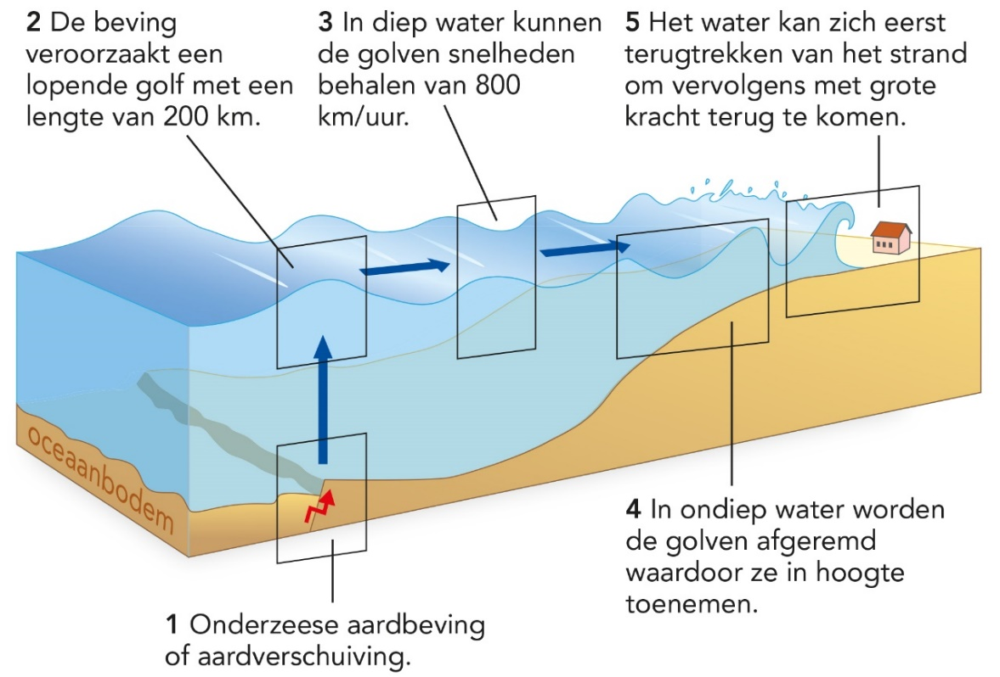 2 De beving
veroorzaakt een
lopende golf met een
lengte van 200 km.
3 In diep water kunnen
de golven snelheden
behalen van 800
km/uur.
5 Het water kan zich eerst
terugtrekken van het strand
om vervolgens met grote
kracht terug te komen.
oceaanbodem
4 In ondiep water worden
de golven afgeremd
waardoor ze in hoogte
toenemen.
1 Onderzeese aardbeving
of aardverschuiving.